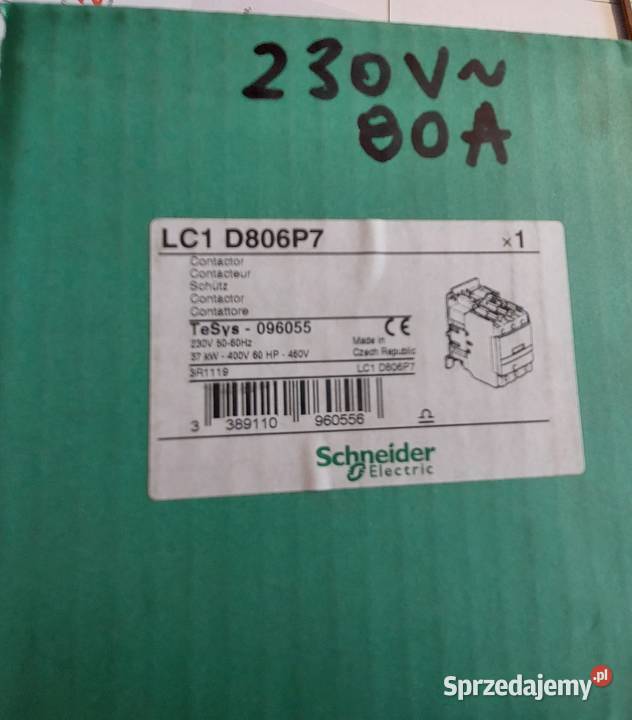 230V~
80A
LC1 D806P7 ×1
Contactor
Contacteur
Schütz
Contactor
Contattore
TeSys - 096055
230V 50-60Hz
37 kW - 400V 60 HP - 460V
Made in
Czech Republic
SR1119
LC1 D806P7
3 389110 960556
Schneider
Electric
Sprzedajemy.pl